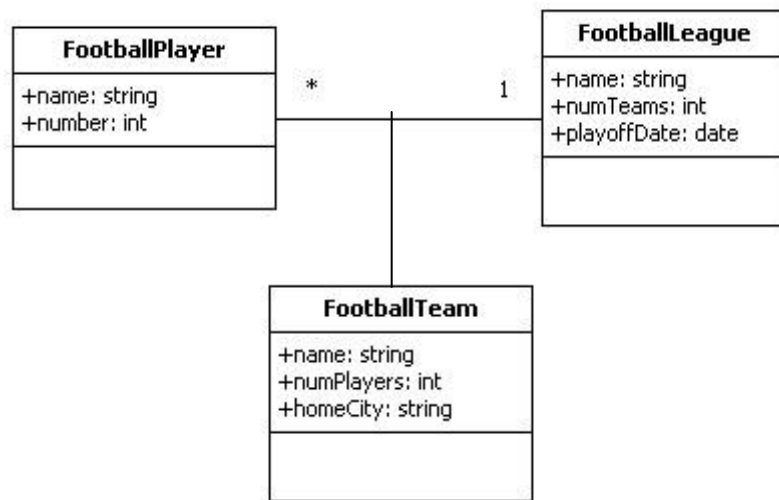 FootballPlayer
+name: string
+number: int
*
1
FootballLeague
+name: string
+numTeams: int
+playoffDate: date
FootballTeam
+name: string
+numPlayers: int
+homeCity: string